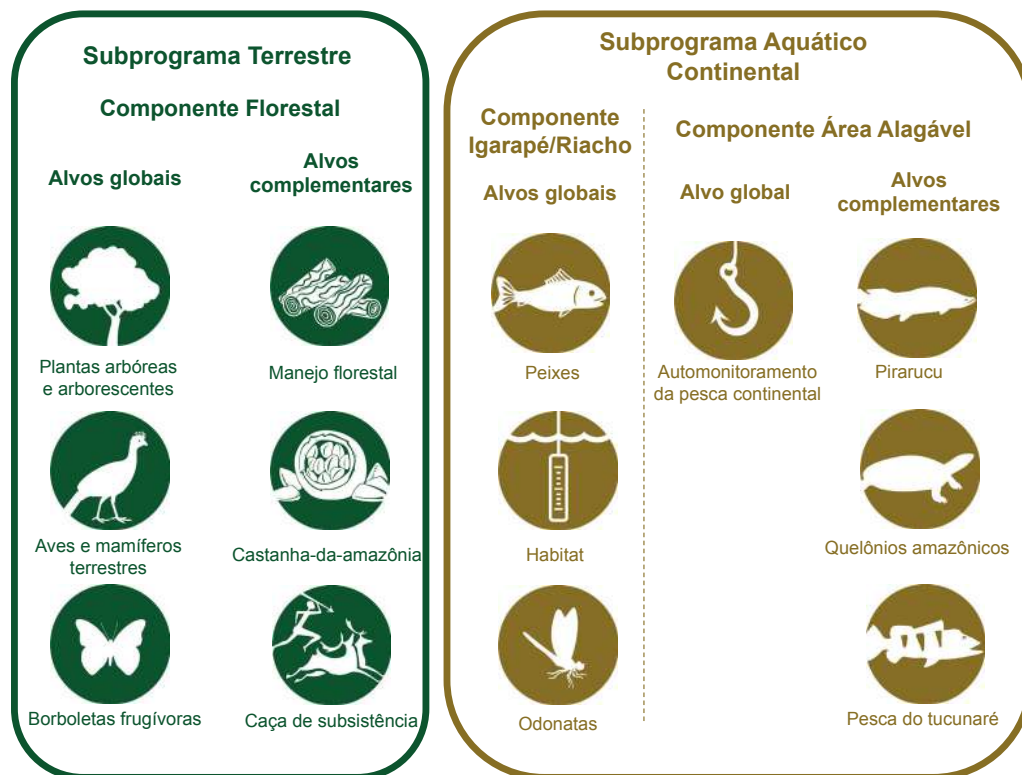 Subprograma Terrestre
Componente Florestal
Alvos globais
Alvos
complementares
Plantas arbóreas
e arborescentes
Manejo florestal
Aves e mamíferos
terrestres
Castanha-da-amazônia
Borboletas frugívoras
Caça de subsistência
Subprograma Aquático
Continental
Componente
Igarapé/Riacho
Alvos globais
Peixes
Habitat
Odonatas
Componente Área Alagável
Alvo global
Alvos
complementares
Automonitoramento
da pesca continental
Pirarucu
Quelônios amazônicos
Pesca do tucunaré